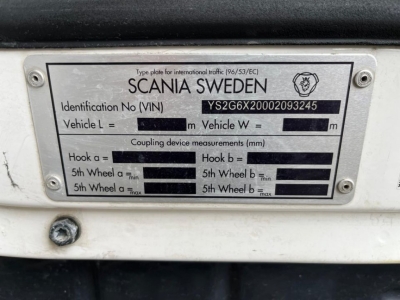 Type plate for international traffic (96/53/EC)
SCANIA SWEDEN
Identification No (VIN) YS2G6X20002093245
Vehicle L = m Vehicle W = m
Coupling device measurements (mm)
Hook a = Hook b =
5th Wheel a min = 5th Wheel b min =
5th Wheel a max = 5th Wheel b max =